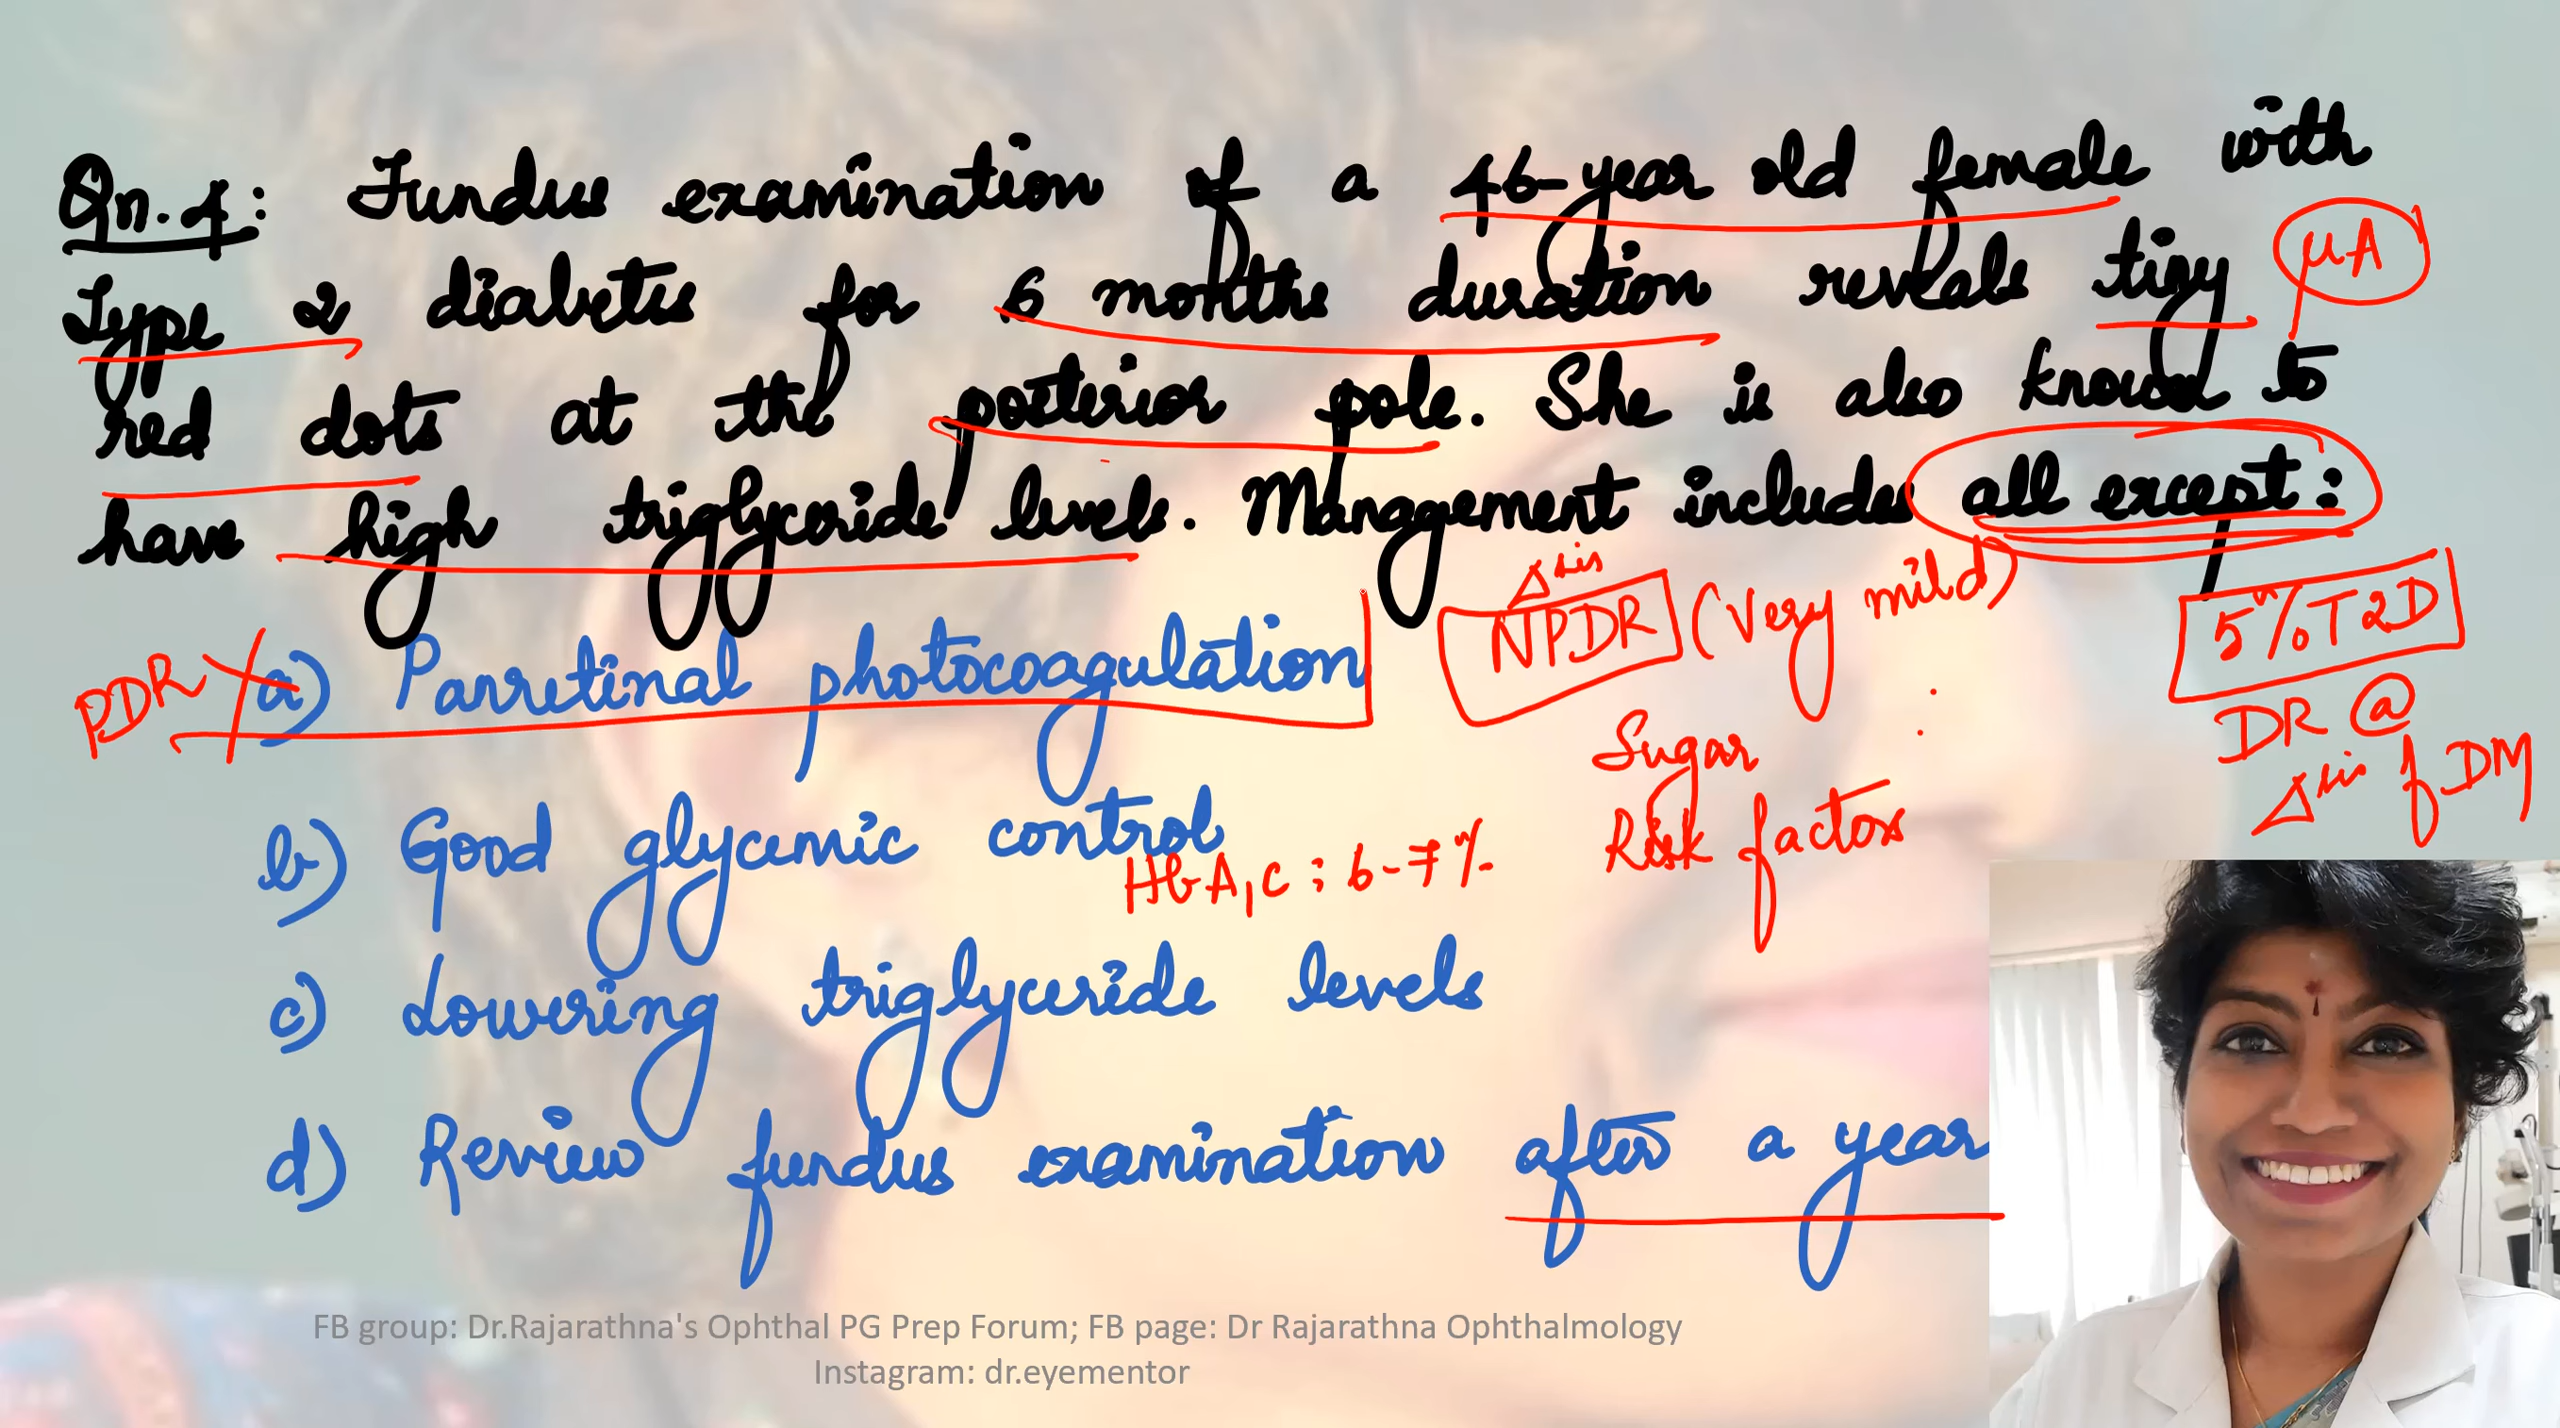 Qn. 4: Fundus examination of a 46-year old female with
Type 2 diabetes for 6 months duration reveals tiny μA
red dots at the posterior pole. She is also known to
have high triglyceride levels. Management includes all except:
Δsis
NPDR (Very mild)
5% T2D
DR @
Δsis of DM
PDR X a) Panretinal photocoagulation
Sugar
Risk factors
b) Good glycemic control
HbA1c : 6-7%
c) Lowering triglyceride levels
d) Review fundus examination after a year
FB group: Dr.Rajarathna's Ophthal PG Prep Forum; FB page: Dr Rajarathna Ophthalmology
Instagram: dr.eyementor